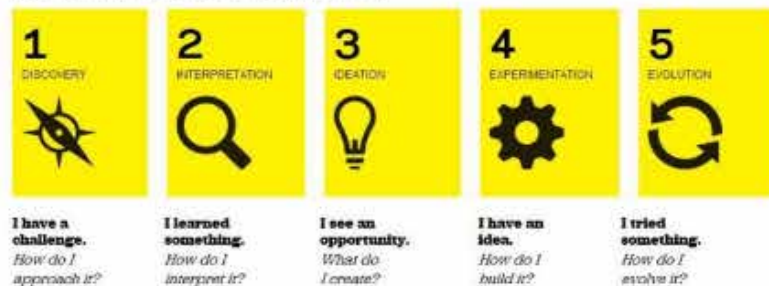 1
DISCOVERY
I have a
challenge.
How do I
approach it?
2
INTERPRETATION
I learned
something.
How do I
interpret it?
3
IDEATION
I see an
opportunity.
What do
I create?
4
EXPERIMENTATION
I have an
idea.
How do I
build it?
5
EVOLUTION
I tried
something.
How do I
evolve it?